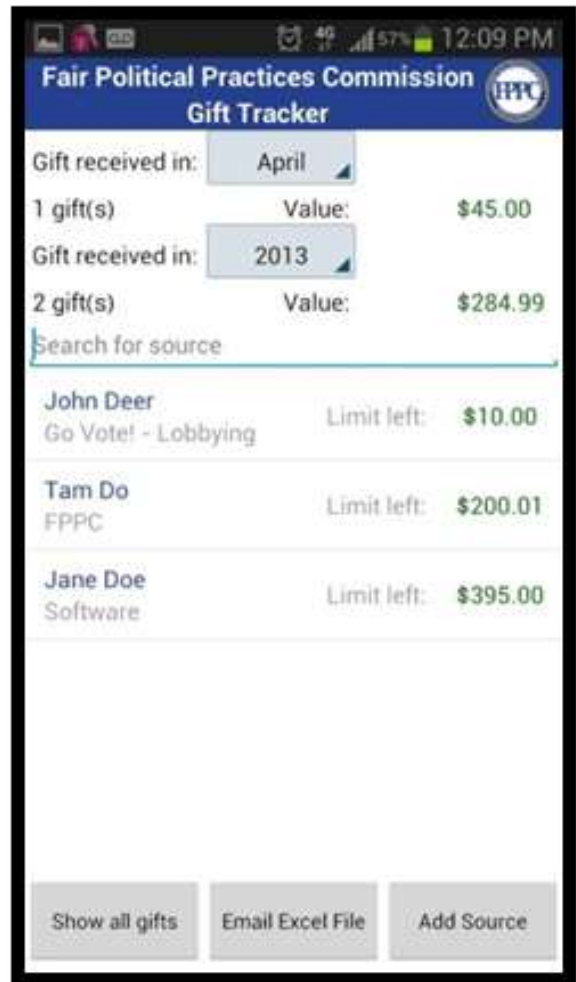 4G 57% 12:09 PM
Fair Political Practices Commission
Gift Tracker
FPPC
Gift received in: April
1 gift(s) Value: $45.00
Gift received in: 2013
2 gift(s) Value: $284.99
Search for source
John Deer
Go Vote! - Lobbying
Limit left: $10.00
Tam Do
FPPC
Limit left: $200.01
Jane Doe
Software
Limit left: $395.00
Show all gifts Email Excel File Add Source